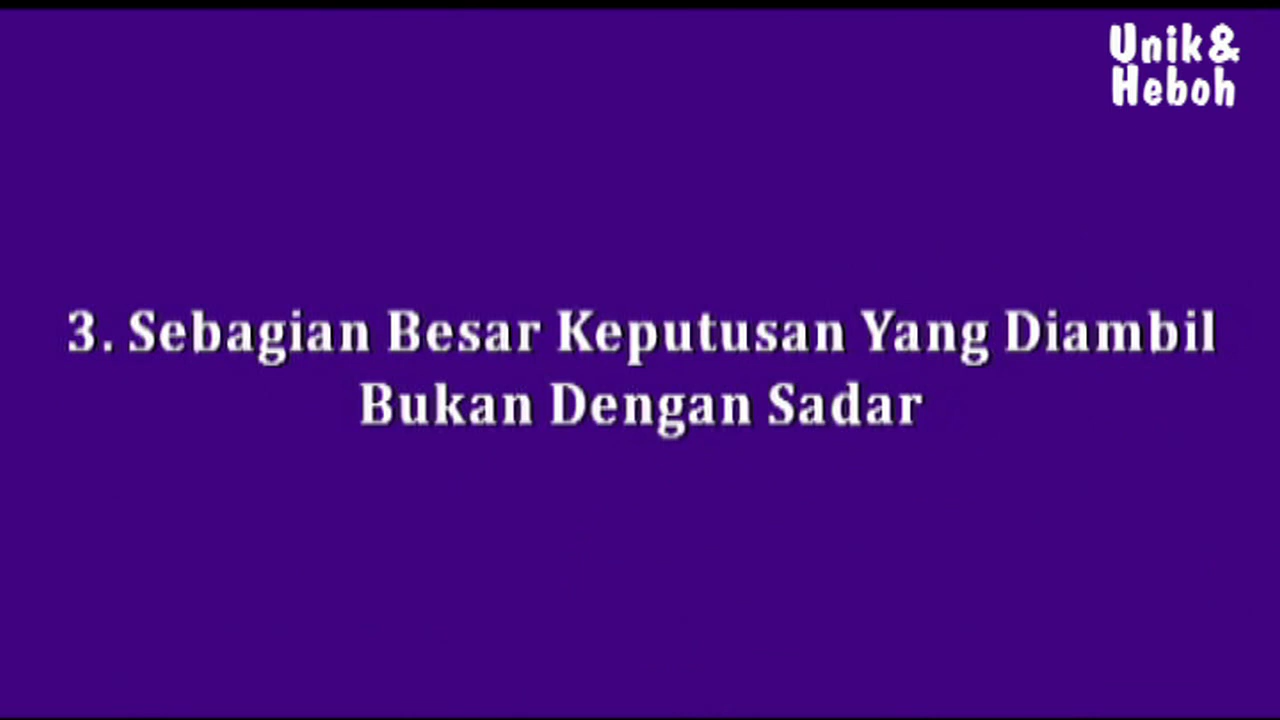 Unik&
Heboh
3. Sebagian Besar Keputusan Yang Diambil
Bukan Dengan Sadar